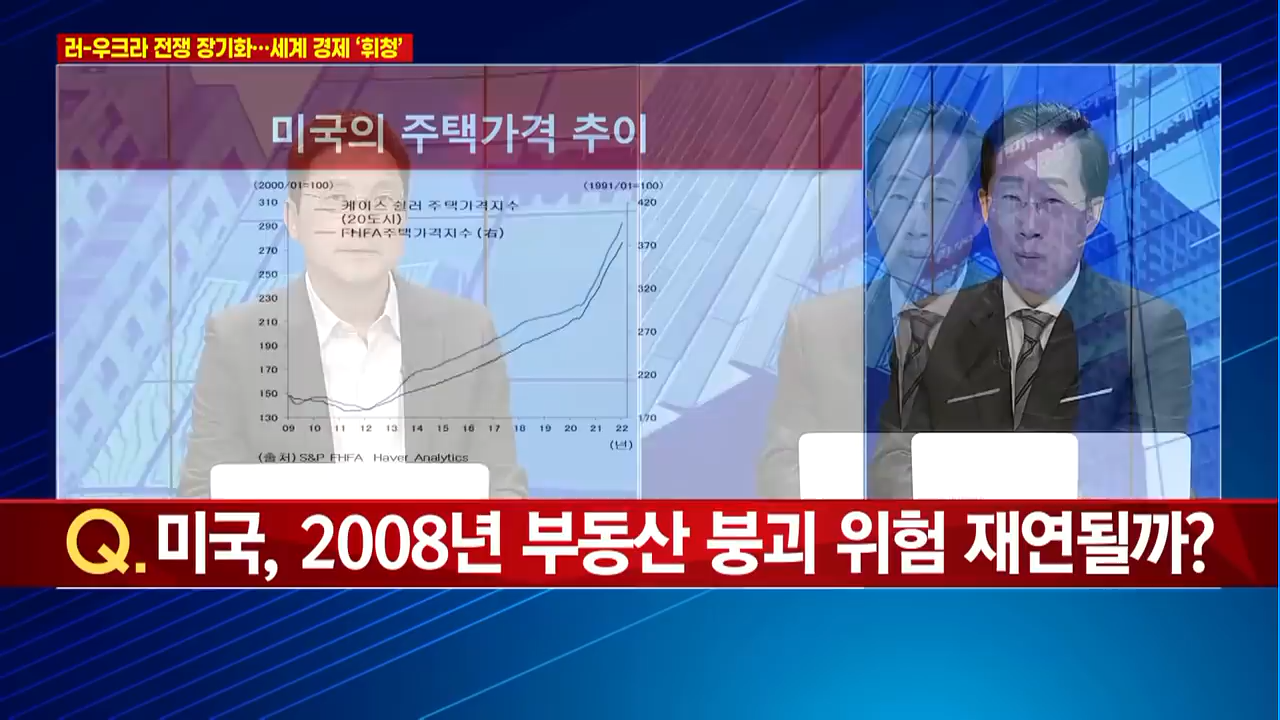 러-우크라 전쟁 장기화…세계 경제 ‘휘청’
미국의 주택가격 추이
(2000/01=100) (1991/01=100)
310 420
케이스 쉴러 주택가격지수
(20도시)
290
FHFA주택가격지수(右)
370
270
250
320
230
210
270
190
170
220
150
130 170
09 10 11 12 13 14 15 16 17 18 19 20 21 22
(년)
(출처) S&P FHFA Haver Analytics
Q. 미국, 2008년 부동산 붕괴 위험 재연될까?